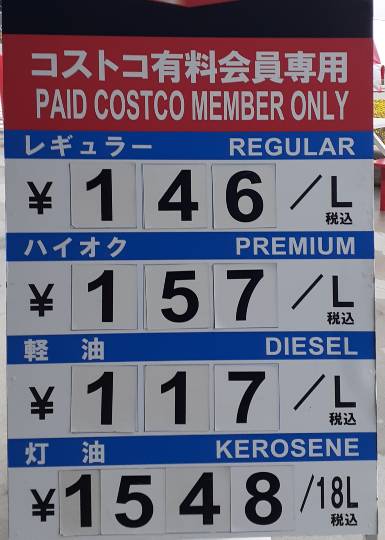 コストコ有料会員専用
PAID COSTCO MEMBER ONLY
レギュラー REGULAR
¥ 146 /L 税込
ハイオク PREMIUM
¥ 157 /L 税込
軽油 DIESEL
¥ 117 /L 税込
灯油 KEROSENE
¥ 1548 /18L 税込